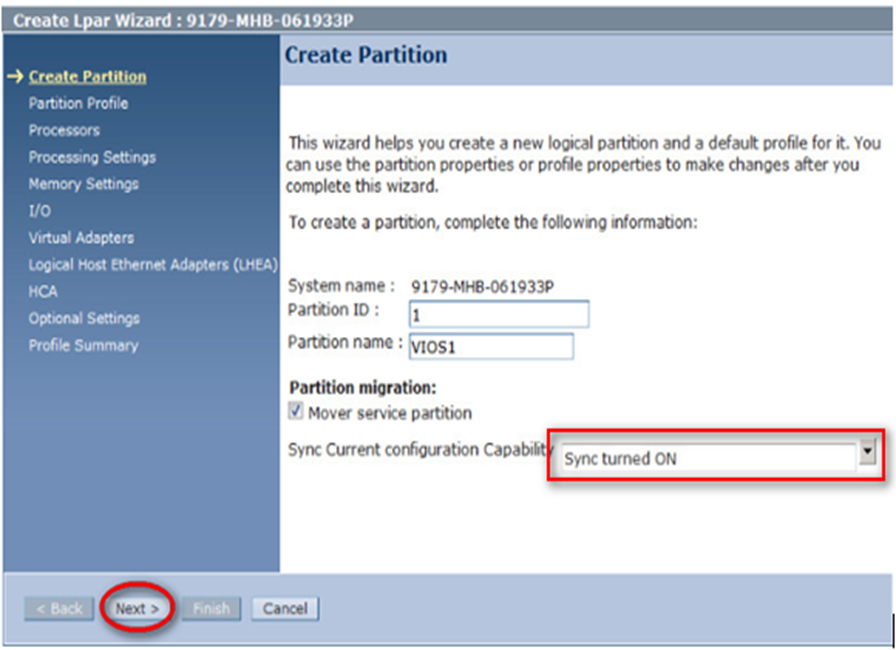 Create Lpar Wizard : 9179-MHB-061933P
Create Partition
Partition Profile
Processors
Processing Settings
Memory Settings
I/O
Virtual Adapters
Logical Host Ethernet Adapters (LHEA)
HCA
Optional Settings
Profile Summary
Create Partition
This wizard helps you create a new logical partition and a default profile for it. You
can use the partition properties or profile properties to make changes after you
complete this wizard.
To create a partition, complete the following information:
System name : 9179-MHB-061933P
Partition ID : 1
Partition name : VIOS1
Partition migration:
Mover service partition
Sync Current configuration Capability Sync turned ON
< Back Next > Finish Cancel